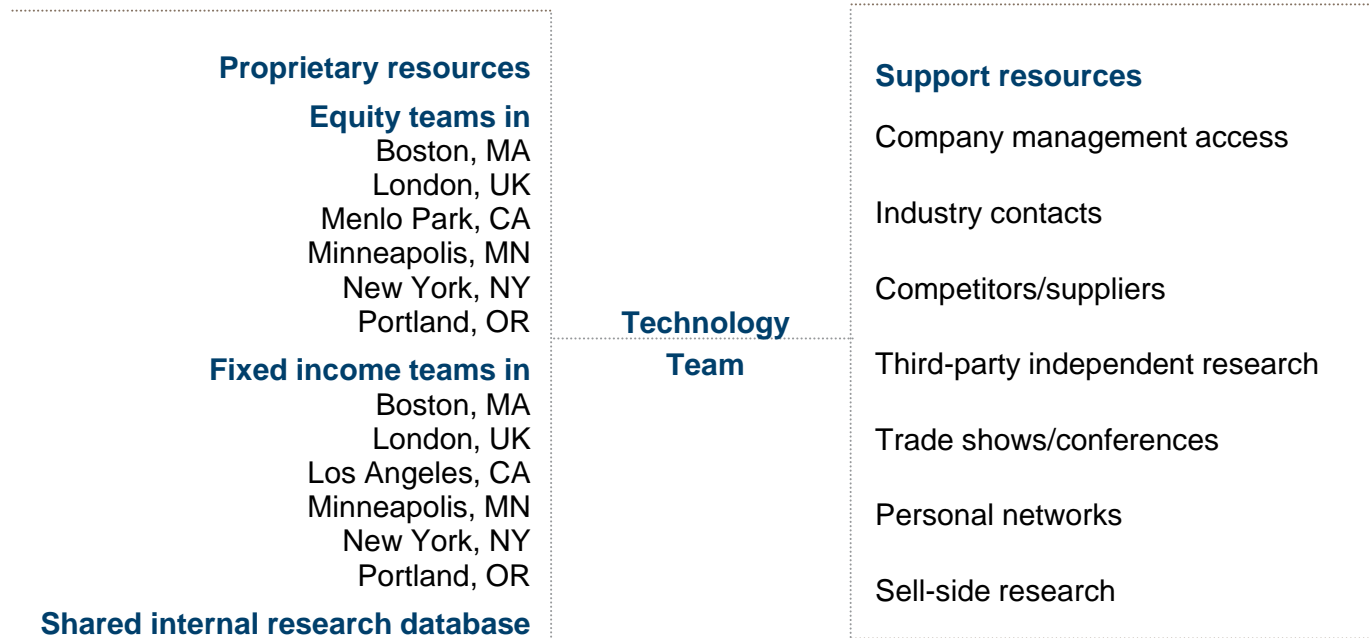 Proprietary resources
Equity teams in
Boston, MA
London, UK
Menlo Park, CA
Minneapolis, MN
New York, NY
Portland, OR
Fixed income teams in
Boston, MA
London, UK
Los Angeles, CA
Minneapolis, MN
New York, NY
Portland, OR
Shared internal research database
Technology
Team
Support resources
Company management access
Industry contacts
Competitors/suppliers
Third-party independent research
Trade shows/conferences
Personal networks
Sell-side research